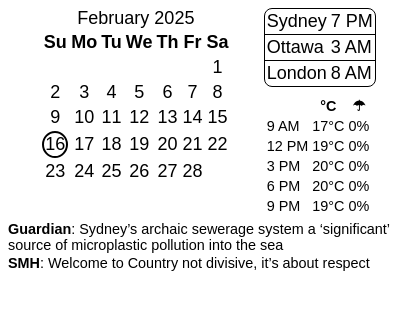 February 2025
Su Mo Tu We Th Fr Sa
1
2 3 4 5 6 7 8
9 10 11 12 13 14 15
16 17 18 19 20 21 22
23 24 25 26 27 28
Sydney 7 PM
Ottawa 3 AM
London 8 AM
°C ☂
9 AM 17°C 0%
12 PM 19°C 0%
3 PM 20°C 0%
6 PM 20°C 0%
9 PM 19°C 0%
Guardian: Sydney’s archaic sewerage system a ‘significant’
source of microplastic pollution into the sea
SMH: Welcome to Country not divisive, it’s about respect